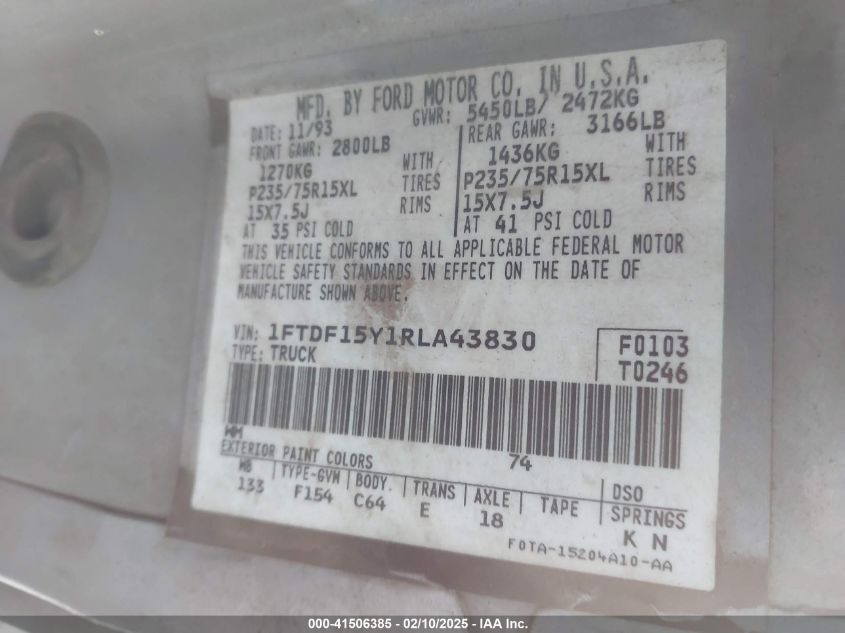 MFD. BY FORD MOTOR CO. IN U.S.A.
DATE: 11/93 GVWR: 5450LB/ 2472KG
FRONT GAWR: 2800LB REAR GAWR: 3166LB
1270KG WITH 1436KG WITH
P235/75R15XL TIRES P235/75R15XL TIRES
15X7.5J RIMS 15X7.5J RIMS
AT 35 PSI COLD AT 41 PSI COLD
THIS VEHICLE CONFORMS TO ALL APPLICABLE FEDERAL MOTOR
VEHICLE SAFETY STANDARDS IN EFFECT ON THE DATE OF
MANUFACTURE SHOWN ABOVE.
VIN: 1FTDF15Y1RLA43830 F0103
TYPE: TRUCK T0246
WM 74
EXTERIOR PAINT COLORS DSO
WB TYPE-GVW BODY. TRANS AXLE TAPE SPRINGS
133 F154 C64 E 18 K N
F0TA-15204A10-AA
000-41506385 - 02/10/2025 - IAA Inc.